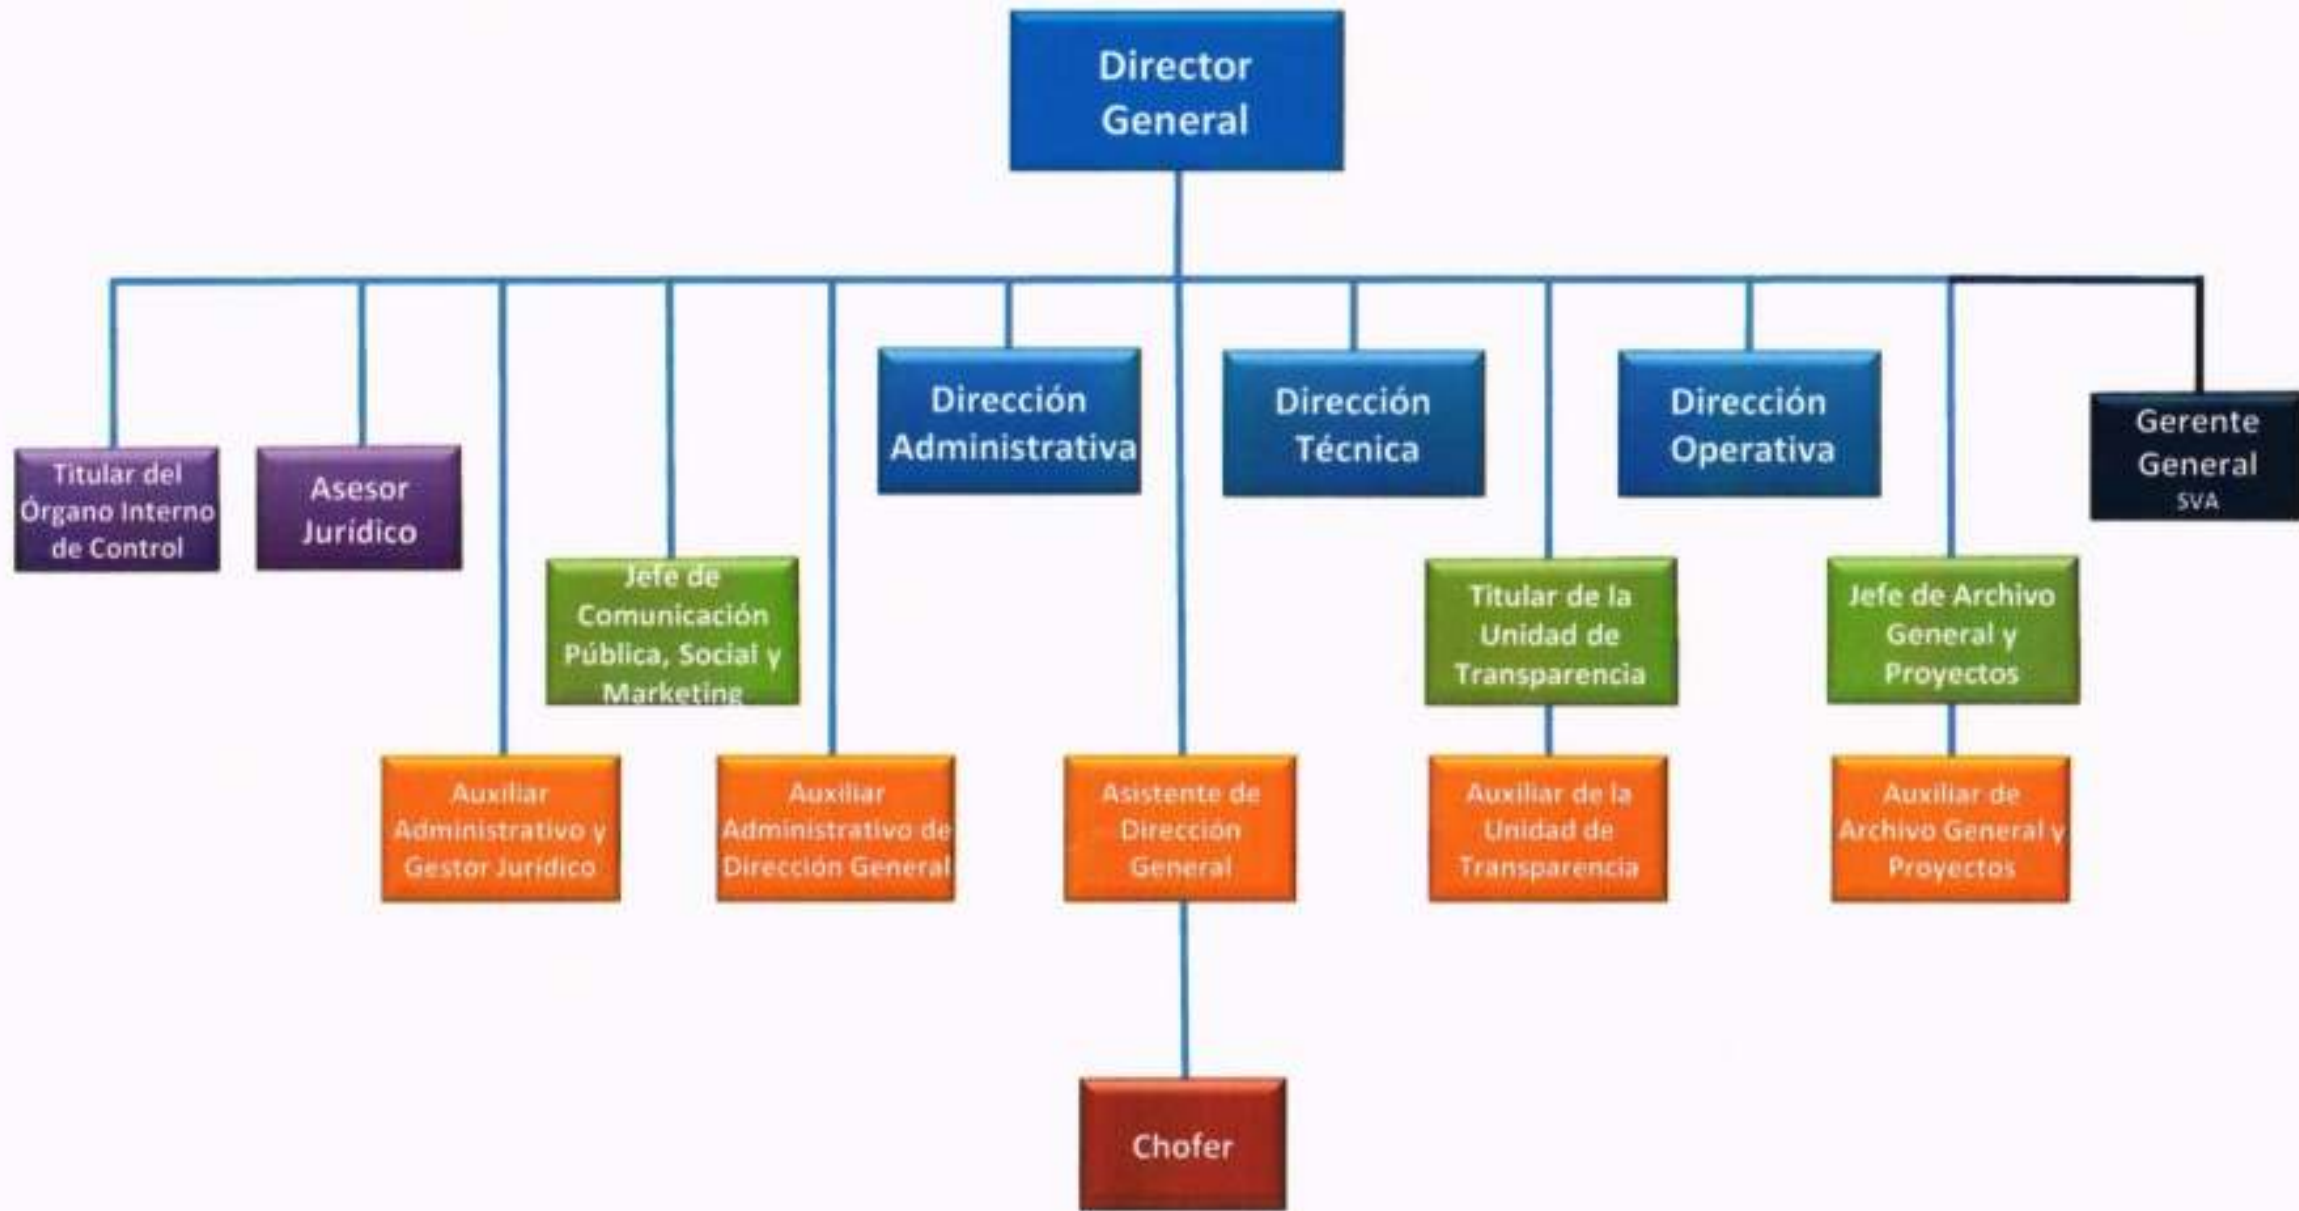 Director
General
Dirección
Administrativa
Dirección
Técnica
Dirección
Operativa
Gerente
General
SVA
Titular del
Órgano Interno
de Control
Asesor
Jurídico
Jefe de
Comunicación
Pública, Social y
Marketing
Titular de la
Unidad de
Transparencia
Jefe de Archivo
General y
Proyectos
Auxiliar
Administrativo y
Gestor Jurídico
Auxiliar
Administrativo de
Dirección General
Asistente de
Dirección
General
Auxiliar de la
Unidad de
Transparencia
Auxiliar de
Archivo General y
Proyectos
Chofer